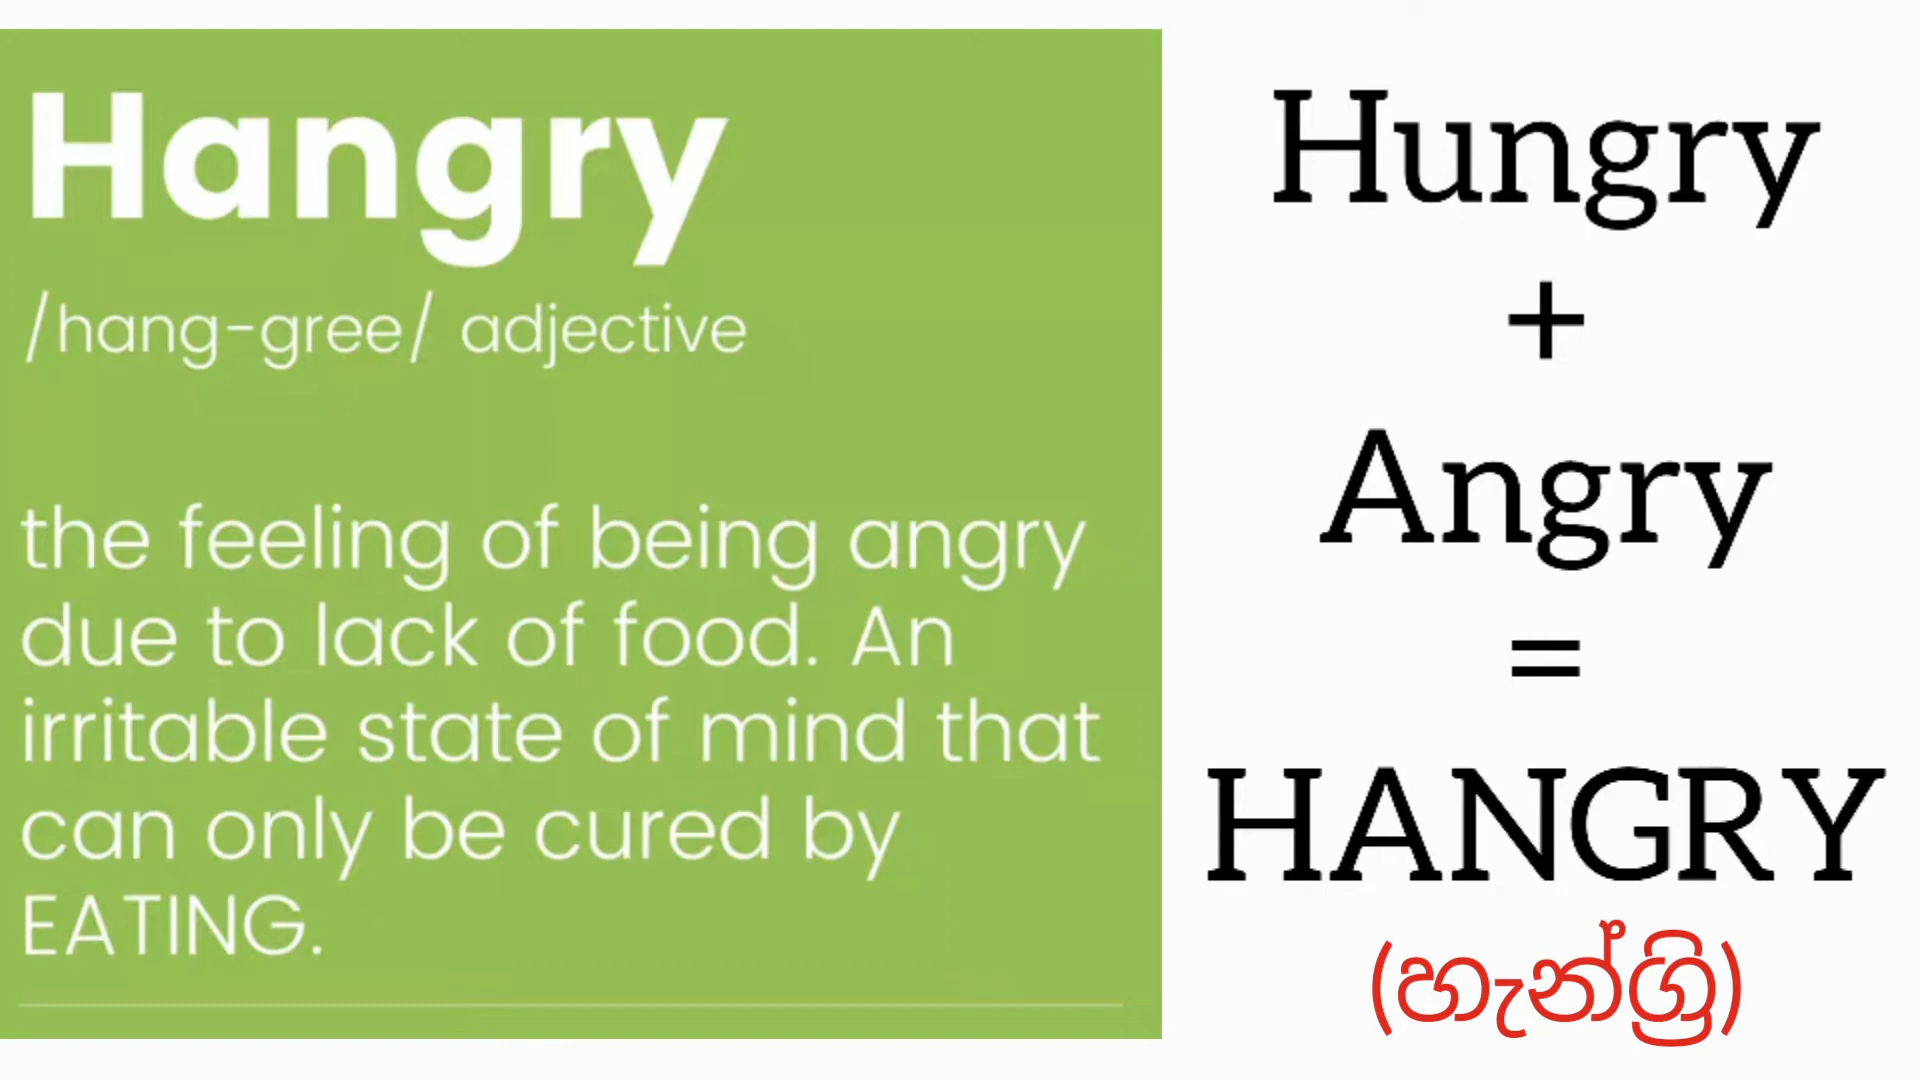 Hangry
/hang-gree/ adjective
the feeling of being angry
due to lack of food. An
irritable state of mind that
can only be cured by
EATING.
Hungry
+
Angry
=
HANGRY
(හැන්ග්‍රි)